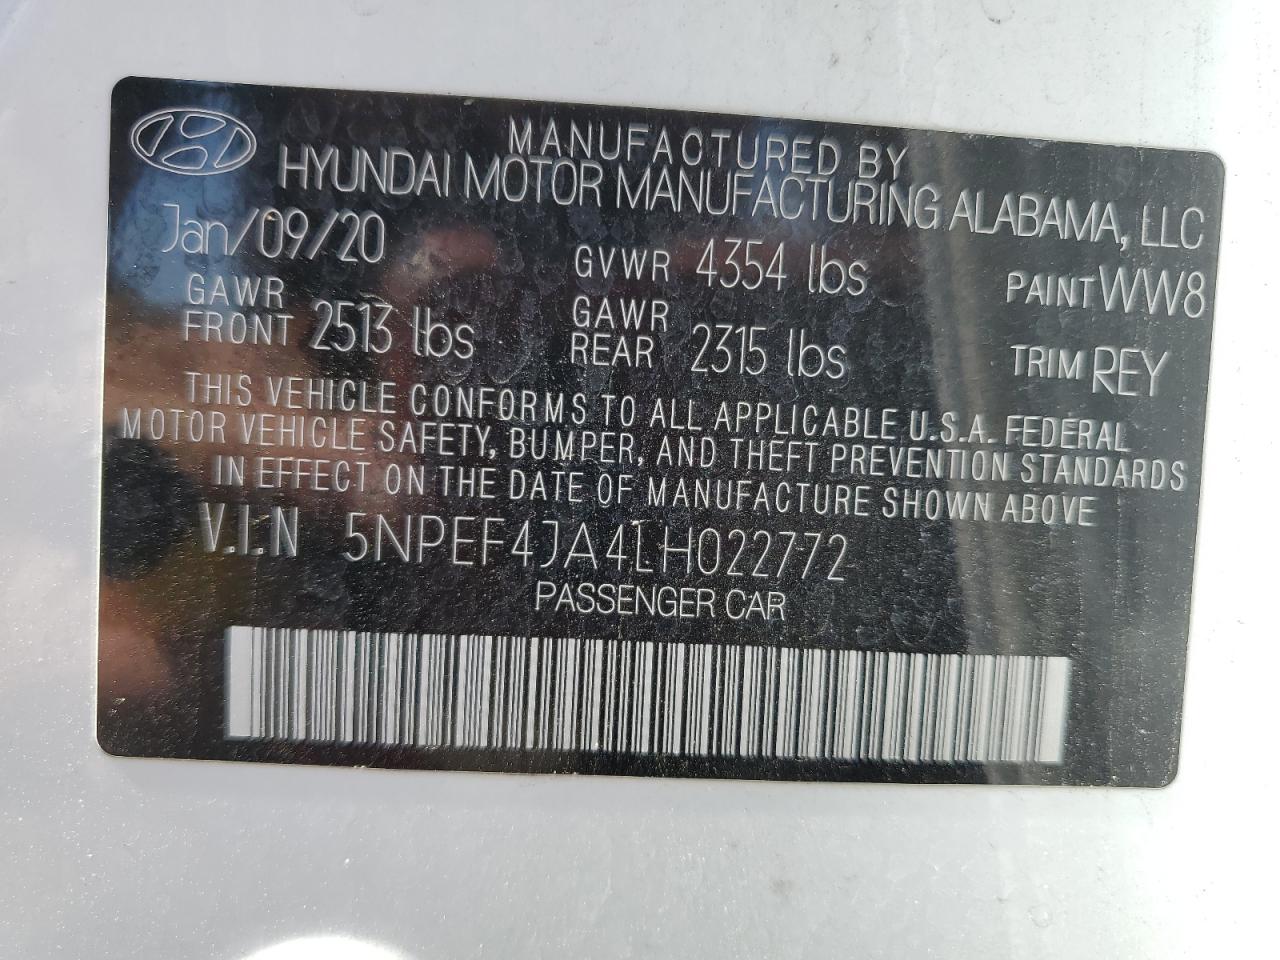 MANUFACTURED BY
HYUNDAI MOTOR MANUFACTURING ALABAMA, LLC
Jan/09/20
GVWR 4354 lbs
PAINT WW8
GAWR FRONT 2513 lbs
GAWR REAR 2315 lbs
TRIM REY
THIS VEHICLE CONFORMS TO ALL APPLICABLE U.S.A. FEDERAL
MOTOR VEHICLE SAFETY, BUMPER, AND THEFT PREVENTION STANDARDS
IN EFFECT ON THE DATE OF MANUFACTURE SHOWN ABOVE
V.I.N 5NPEF4JA4LH022772
PASSENGER CAR